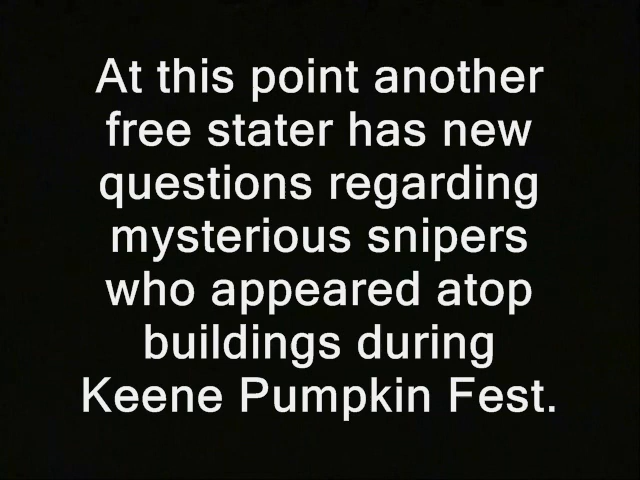 At this point another
free stater has new
questions regarding
mysterious snipers
who appeared atop
buildings during
Keene Pumpkin Fest.